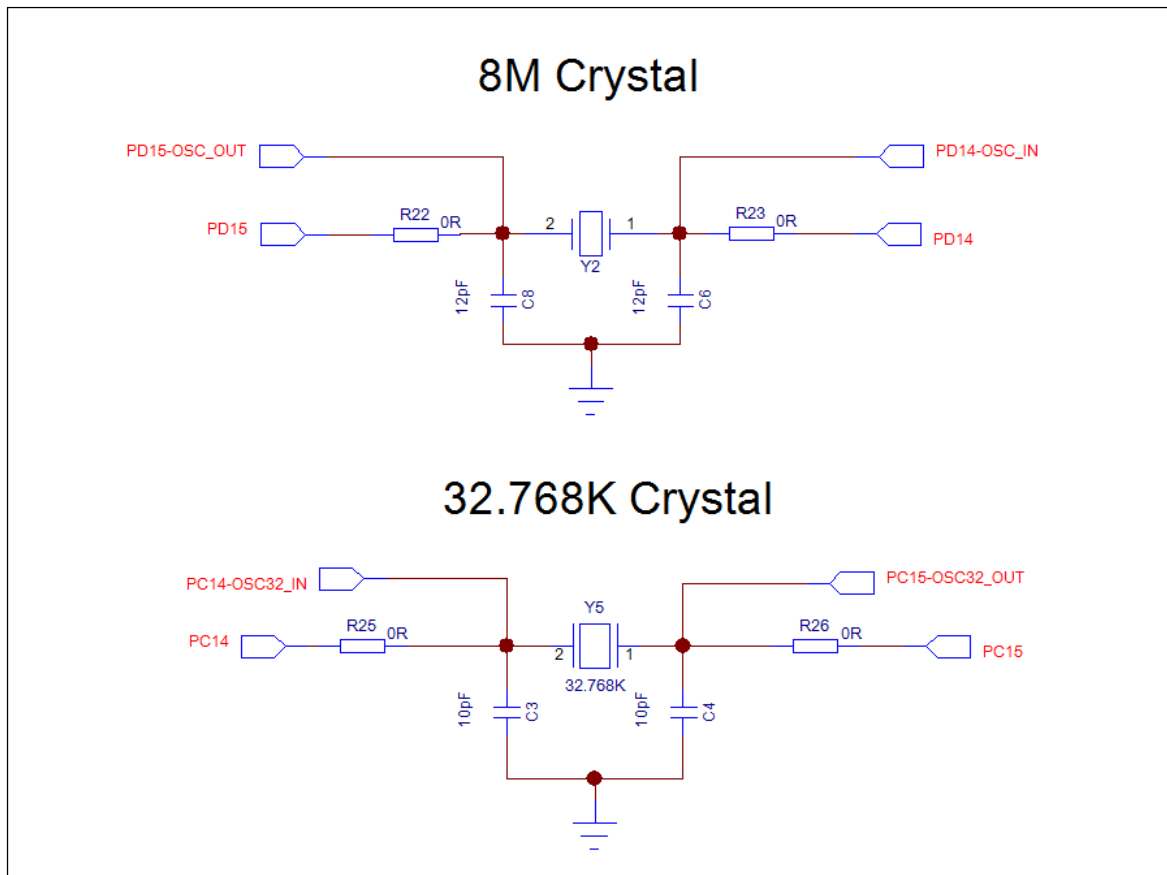 8M Crystal
PD15-OSC_OUT
PD14-OSC_IN
PD15
R22
0R
2
1
R23
0R
PD14
Y2
12pF
C8
12pF
C6
32.768K Crystal
PC14-OSC32_IN
PC15-OSC32_OUT
PC14
R25
0R
Y5
2
1
32.768K
R26
0R
PC15
10pF
C3
10pF
C4